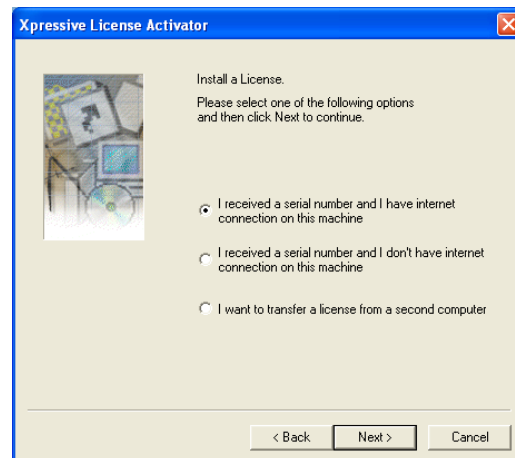 Xpressive License Activator
Install a License.
Please select one of the following options
and then click Next to continue.
I received a serial number and I have internet
connection on this machine
I received a serial number and I don't have internet
connection on this machine
I want to transfer a license from a second computer
< Back Next > Cancel